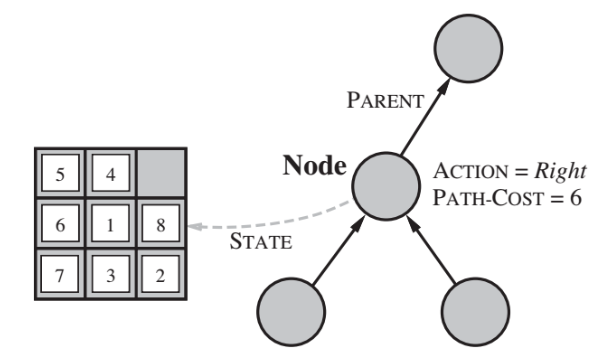 PARENT
Node
ACTION = Right
PATH-COST = 6
STATE
5 4
6 1 8
7 3 2